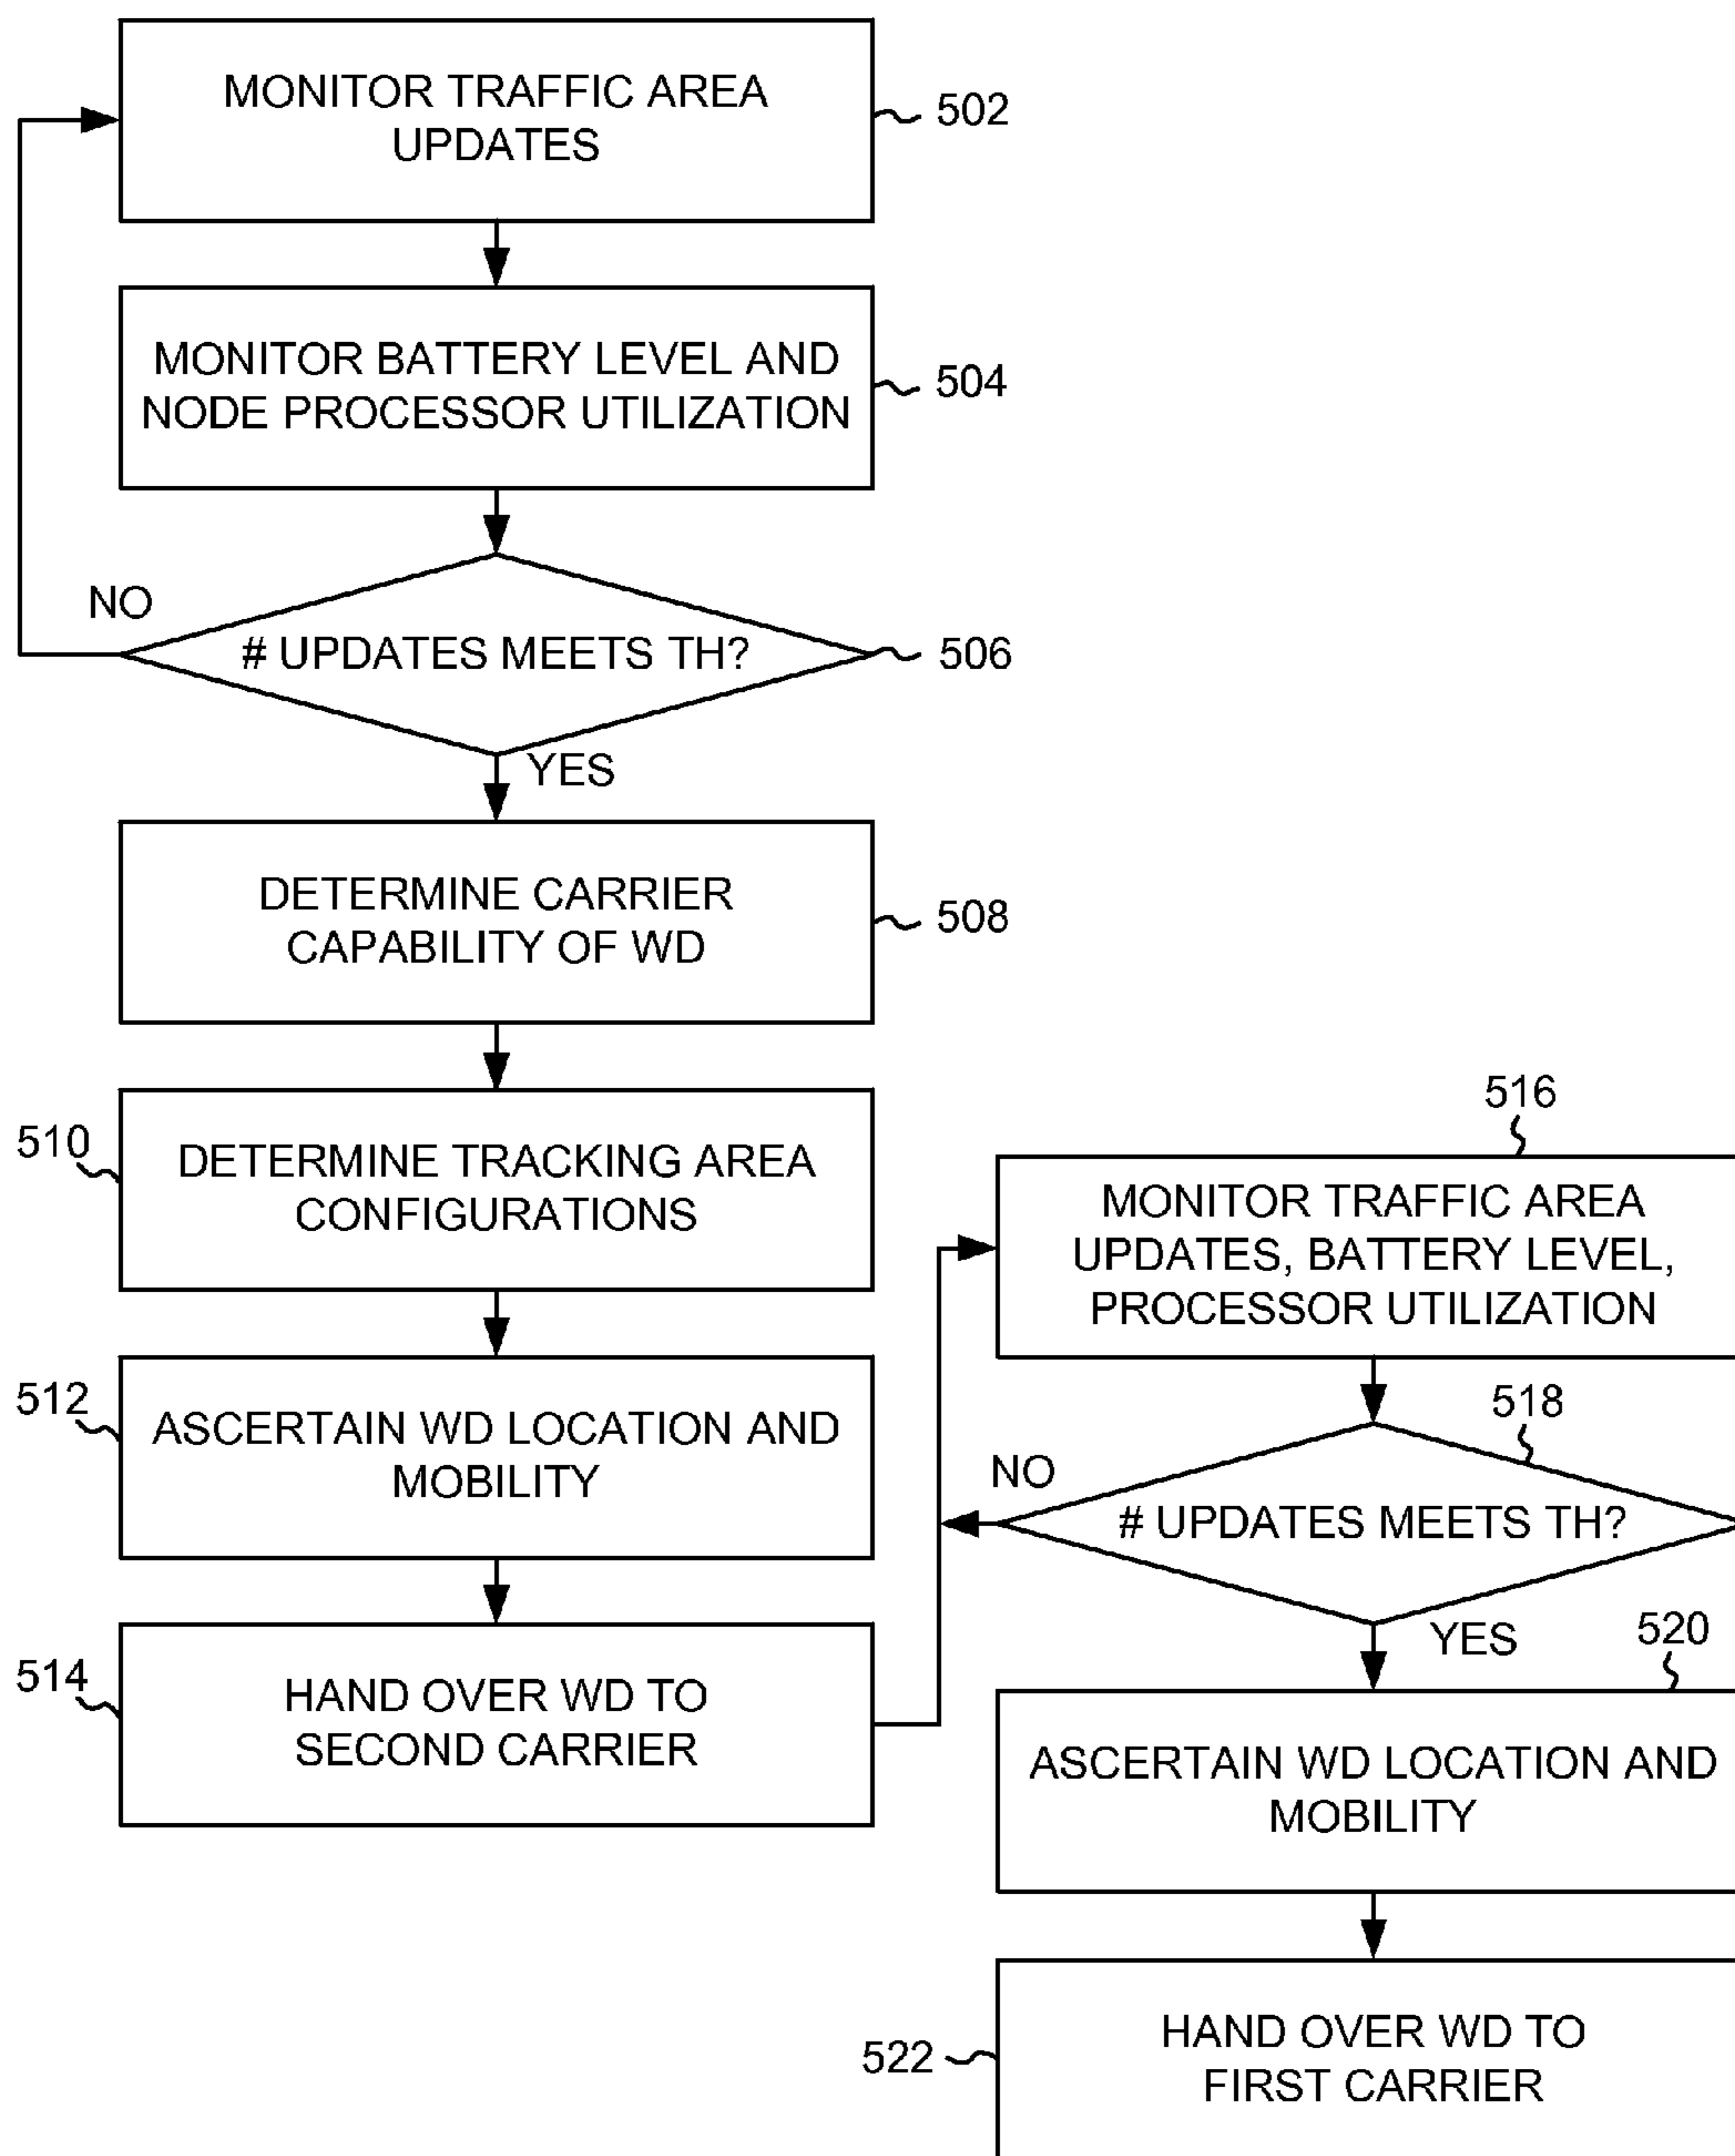 MONITOR TRAFFIC AREA
UPDATES
502
MONITOR BATTERY LEVEL AND
NODE PROCESSOR UTILIZATION
504
NO
# UPDATES MEETS TH?
506
YES
DETERMINE CARRIER
CAPABILITY OF WD
508
510
DETERMINE TRACKING AREA
CONFIGURATIONS
512
ASCERTAIN WD LOCATION AND
MOBILITY
514
HAND OVER WD TO
SECOND CARRIER
516
MONITOR TRAFFIC AREA
UPDATES, BATTERY LEVEL,
PROCESSOR UTILIZATION
518
NO
# UPDATES MEETS TH?
YES
520
ASCERTAIN WD LOCATION AND
MOBILITY
522
HAND OVER WD TO
FIRST CARRIER